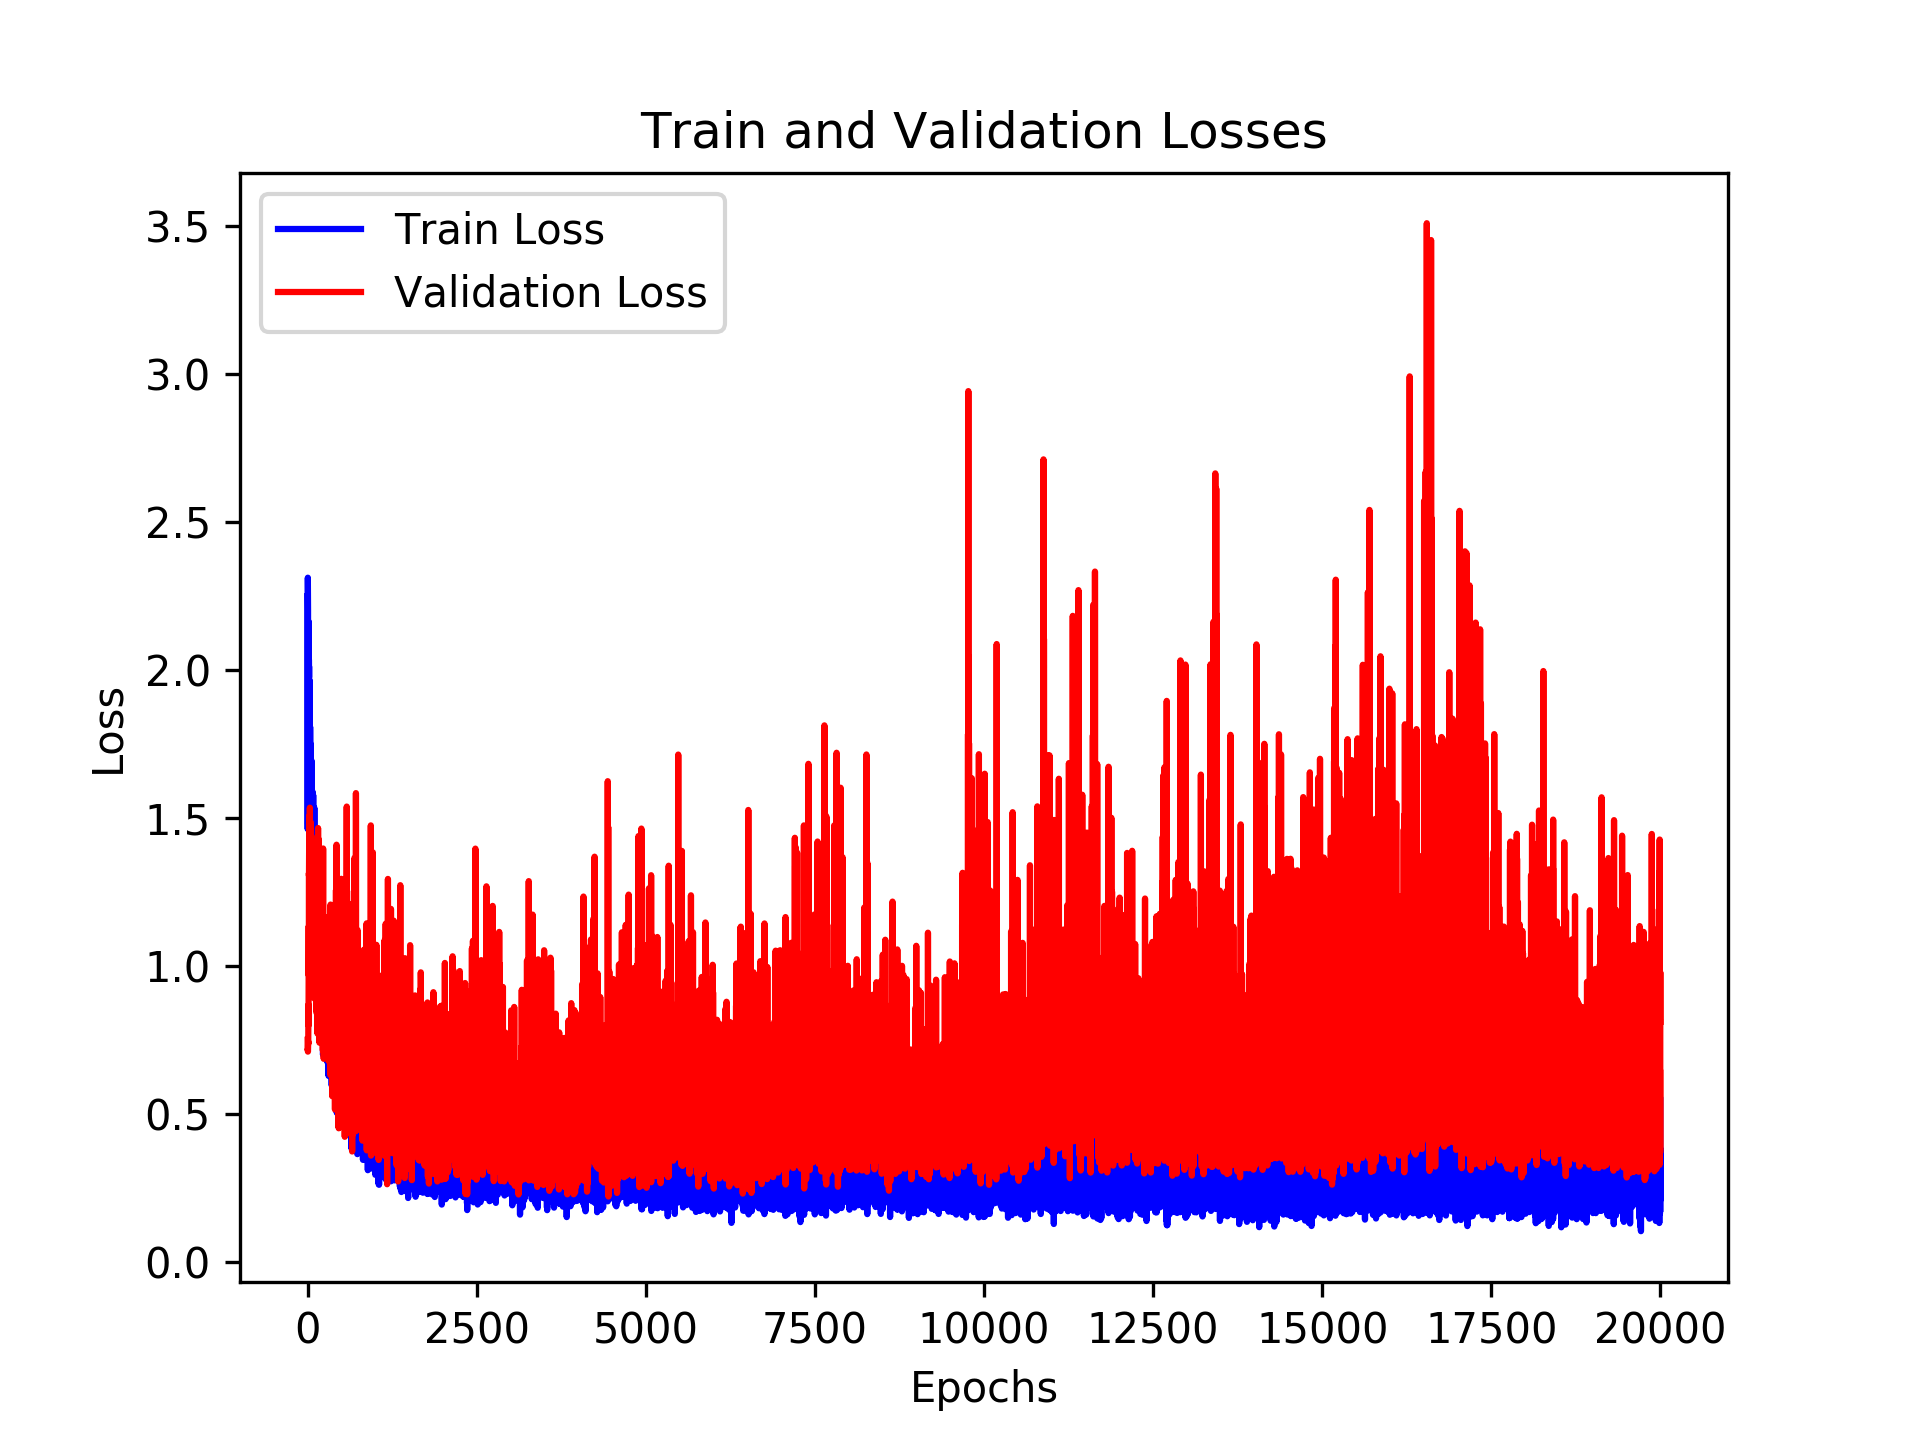 Train and Validation Losses
Train Loss
Validation Loss
3.5
3.0
2.5
2.0
1.5
1.0
0.5
0.0
Loss
0 2500 5000 7500 10000 12500 15000 17500 20000
Epochs